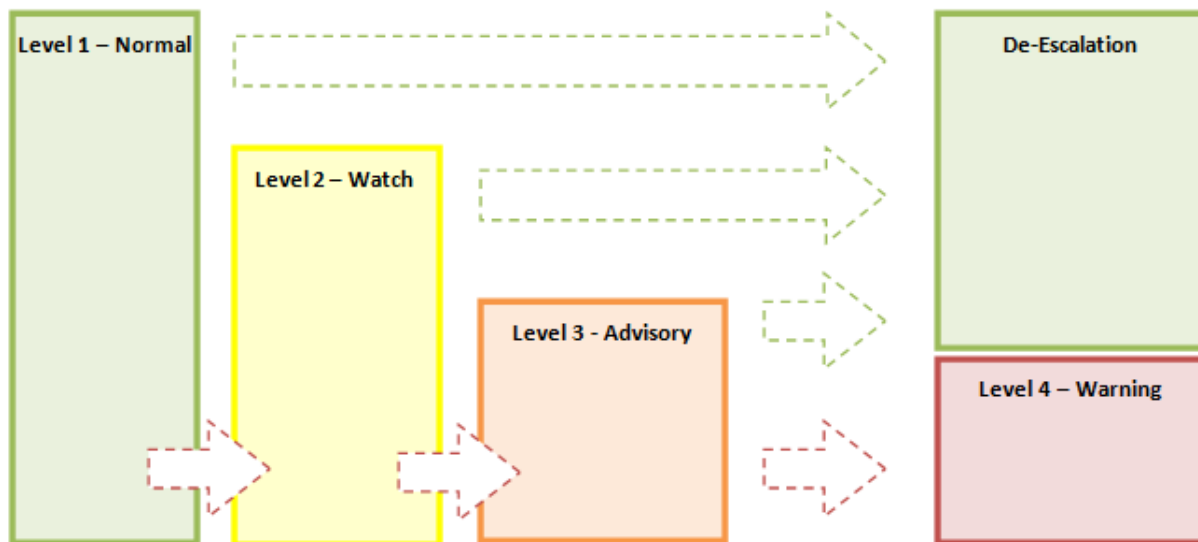 Level 1 – Normal
De-Escalation
Level 2 – Watch
Level 3 - Advisory
Level 4 – Warning